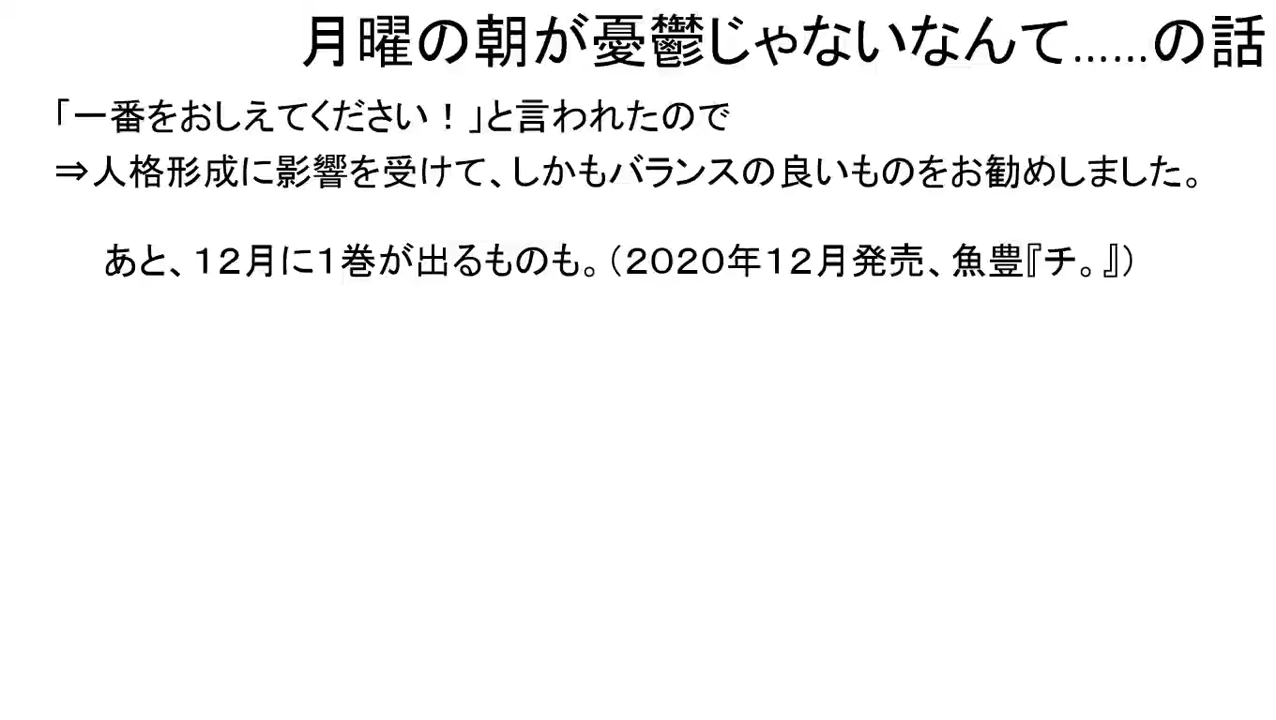 月曜の朝が憂鬱じゃないなんて……の話
「一番をおしえてください！」と言われたので
⇒人格形成に影響を受けて、しかもバランスの良いものをお勧めしました。
あと、１２月に１巻が出るものも。（２０２０年１２月発売、魚豊『チ。』）